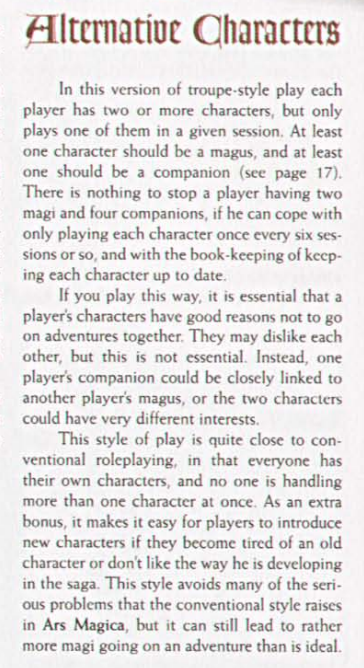 Alternative Characters
In this version of troupe-style play each
player has two or more characters, but only
plays one of them in a given session. At least
one character should be a magus, and at least
one should be a companion (see page 17).
There is nothing to stop a player having two
magi and four companions, if he can cope with
only playing each character once every six ses-
sions or so, and with the book-keeping of keep-
ing each character up to date.
If you play this way, it is essential that a
player's characters have good reasons not to go
on adventures together. They may dislike each
other, but this is not essential. Instead, one
player's companion could be closely linked to
another player's magus, or the two characters
could have very different interests.
This style of play is quite close to con-
ventional roleplaying, in that everyone has
their own characters, and no one is handling
more than one character at once. As an extra
bonus, it makes it easy for players to introduce
new characters if they become tired of an old
character or don't like the way he is developing
in the saga. This style avoids many of the seri-
ous problems that the conventional style raises
in Ars Magica, but it can still lead to rather
more magi going on an adventure than is ideal.